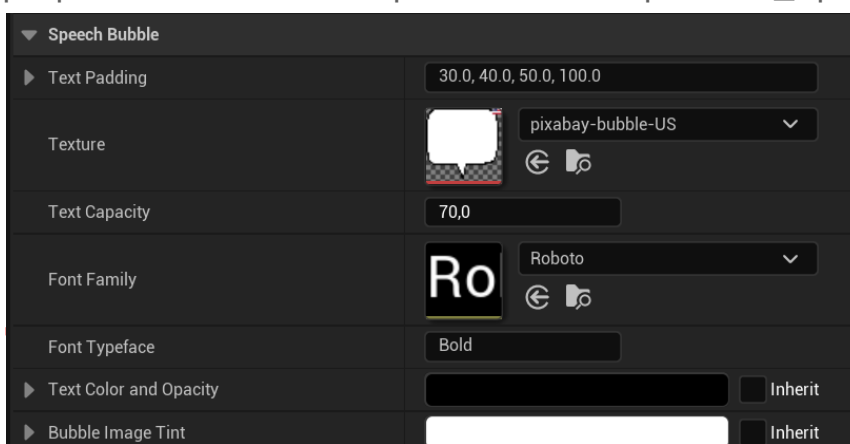 Speech Bubble
Text Padding 30.0, 40.0, 50.0, 100.0
Texture pixabay-bubble-US
Text Capacity 70,0
Font Family Ro Roboto
Font Typeface Bold
Text Color and Opacity Inherit
Bubble Image Tint Inherit